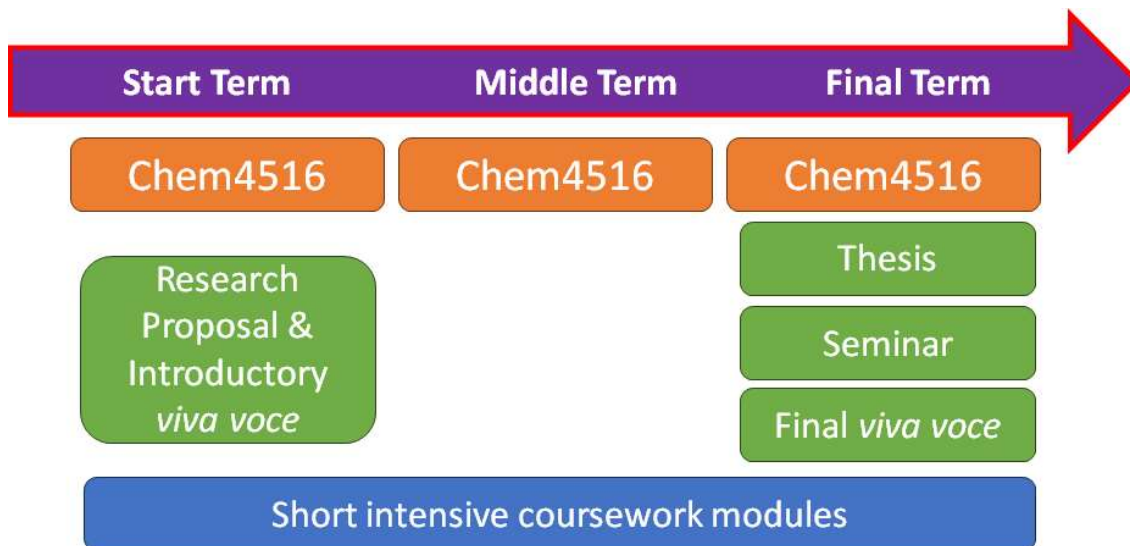 Start Term Middle Term Final Term
Chem4516 Chem4516 Chem4516
Research
Proposal &
Introductory
viva voce
Thesis
Seminar
Final viva voce
Short intensive coursework modules